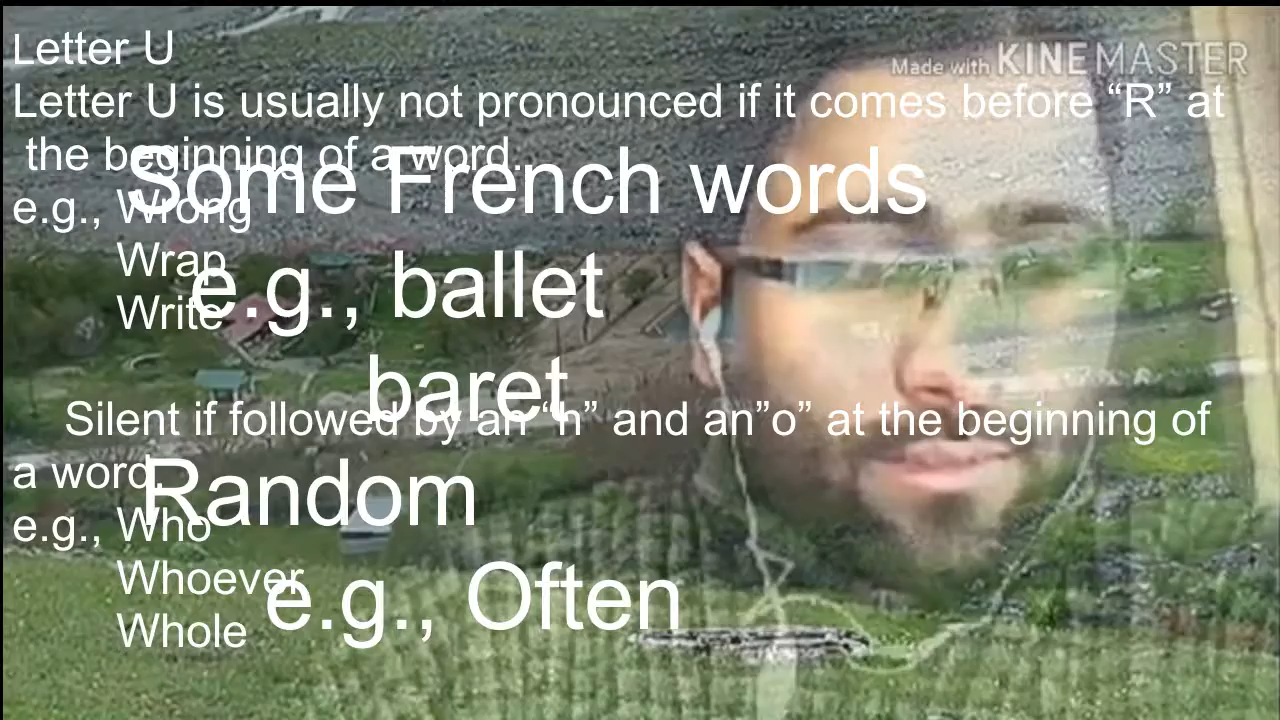 Made with KINEMASTER
Letter U
Letter U is usually not pronounced if it comes before “R” at
the beginning of a word.
e.g., Wrong
Wrap
Write
Silent if followed by an “h” and an”o” at the beginning of
a word.
e.g., Who
Whoever
Whole
Some French words
e.g., ballet
baret
Random
e.g., Often